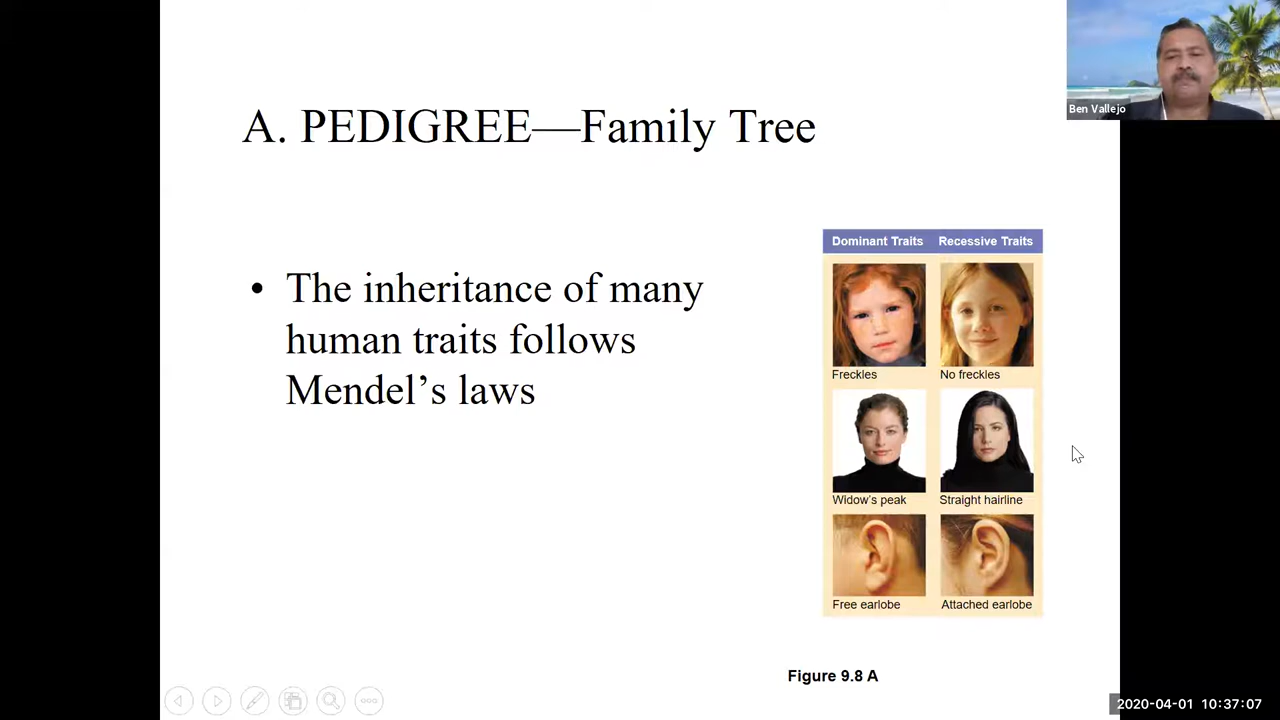 Ben Vallejo
A. PEDIGREE—Family Tree
• The inheritance of many
human traits follows
Mendel’s laws
Dominant Traits Recessive Traits
Freckles No freckles
Widow's peak Straight hairline
Free earlobe Attached earlobe
Figure 9.8 A
2020-04-01 10:37:07